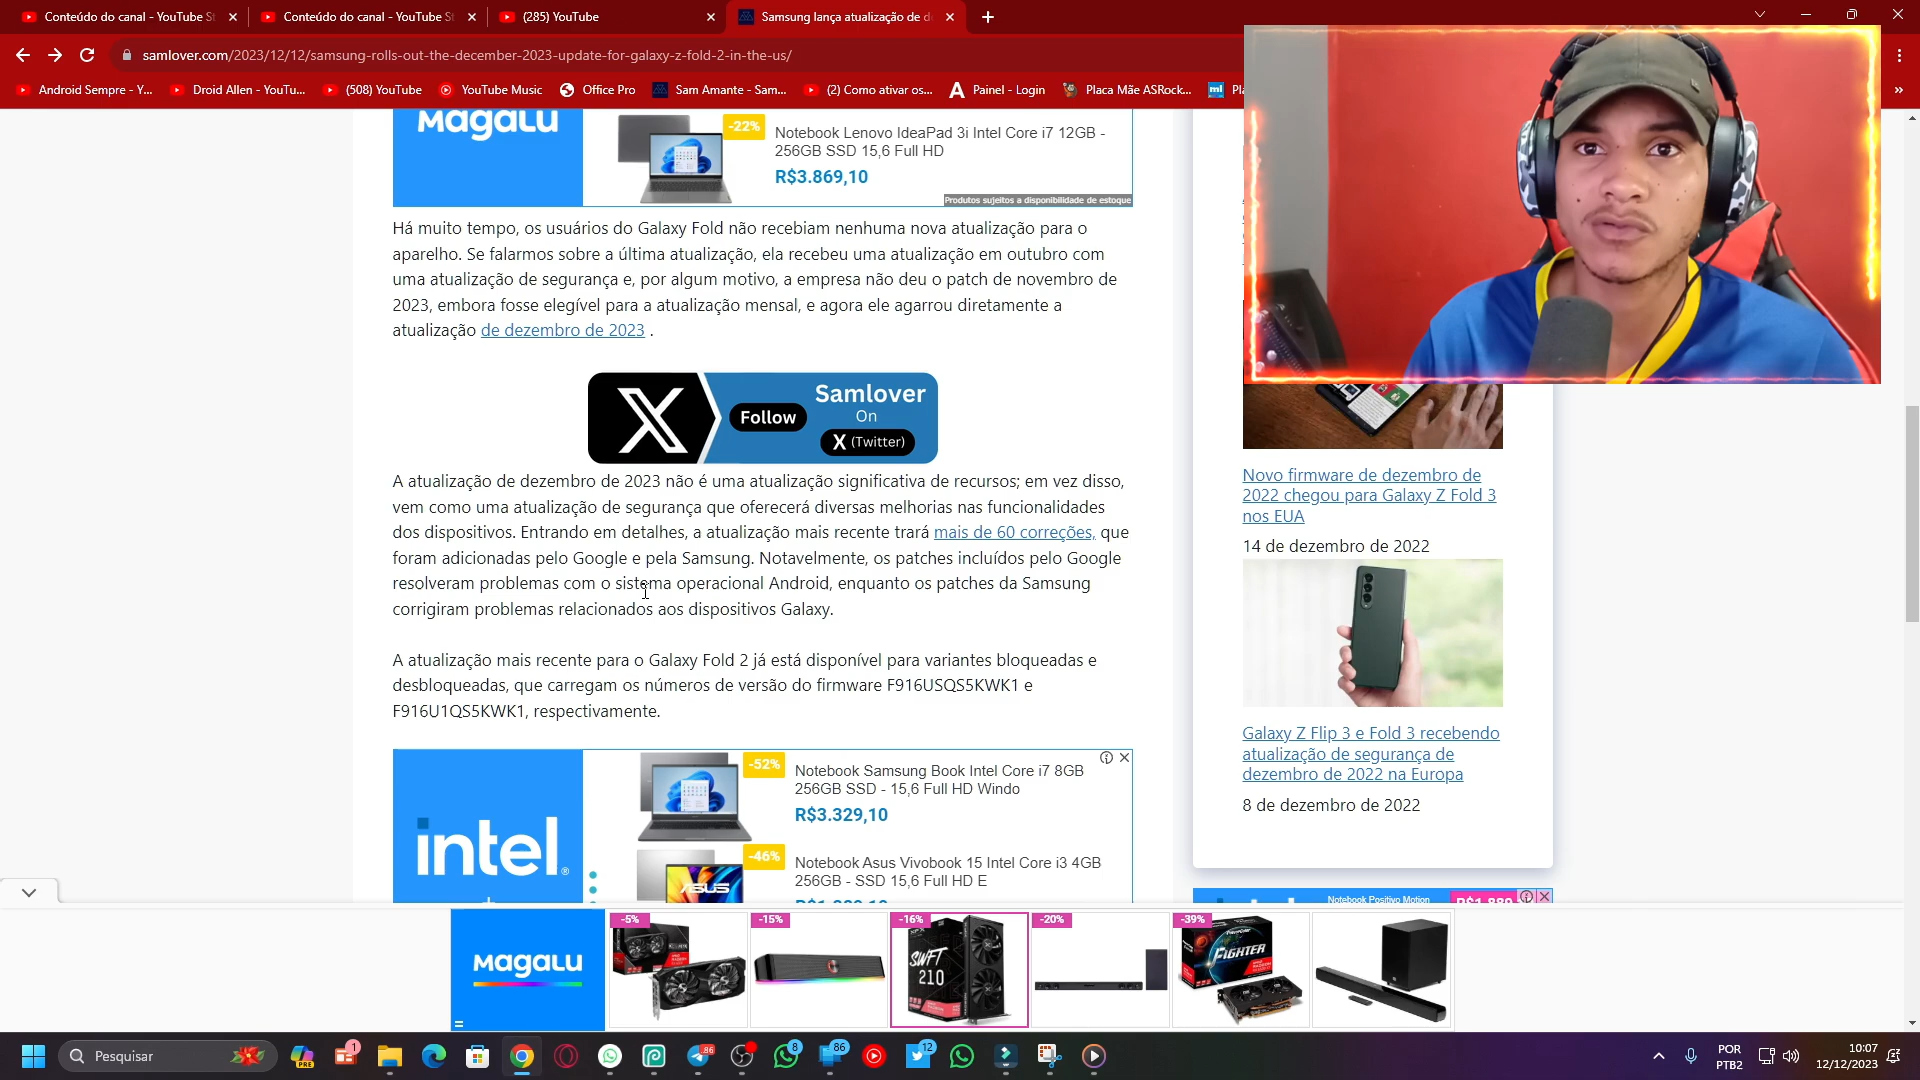 Conteúdo do canal - YouTube St
Conteúdo do canal - YouTube St
(285) YouTube
Samsung lança atualização de de
samlover.com/2023/12/12/samsung-rolls-out-the-december-2023-update-for-galaxy-z-fold-2-in-the-us/
Android Sempre - Y...
Droid Allen - YouTu...
(508) YouTube
YouTube Music
Office Pro
Sam Amante - Sam...
(2) Como ativar os...
Painel - Login
Placa Mãe ASRock...
ml
Pla
»
MAGALU
-22%
Notebook Lenovo IdeaPad 3i Intel Core i7 12GB -
256GB SSD 15,6 Full HD
R$3.869,10
Produtos sujeitos a disponibilidade de estoque
Há muito tempo, os usuários do Galaxy Fold não recebiam nenhuma nova atualização para o
aparelho. Se falarmos sobre a última atualização, ela recebeu uma atualização em outubro com
uma atualização de segurança e, por algum motivo, a empresa não deu o patch de novembro de
2023, embora fosse elegível para a atualização mensal, e agora ele agarrou diretamente a
atualização de dezembro de 2023 .
Follow
Samlover
On
X (Twitter)
A atualização de dezembro de 2023 não é uma atualização significativa de recursos; em vez disso,
vem como uma atualização de segurança que oferecerá diversas melhorias nas funcionalidades
dos dispositivos. Entrando em detalhes, a atualização mais recente trará mais de 60 correções, que
foram adicionadas pelo Google e pela Samsung. Notavelmente, os patches incluídos pelo Google
resolveram problemas com o sistema operacional Android, enquanto os patches da Samsung
corrigiram problemas relacionados aos dispositivos Galaxy.
A atualização mais recente para o Galaxy Fold 2 já está disponível para variantes bloqueadas e
desbloqueadas, que carregam os números de versão do firmware F916USQS5KWK1 e
F916U1QS5KWK1, respectivamente.
intel.
-52%
Notebook Samsung Book Intel Core i7 8GB
256GB SSD - 15,6 Full HD Windo
R$3.329,10
-46%
Notebook Asus Vivobook 15 Intel Core i3 4GB
256GB - SSD 15,6 Full HD E
ASUS
Novo firmware de dezembro de
2022 chegou para Galaxy Z Fold 3
nos EUA
14 de dezembro de 2022
Galaxy Z Flip 3 e Fold 3 recebendo
atualização de segurança de
dezembro de 2022 na Europa
8 de dezembro de 2022
Notebook Positivo Motion
MAGALU
-5%
-15%
-16%
SWFT
210
-20%
-39%
FIGHTER
Pesquisar
PRE
1
86
8
86
12
POR
PTB2
10:07
12/12/2023